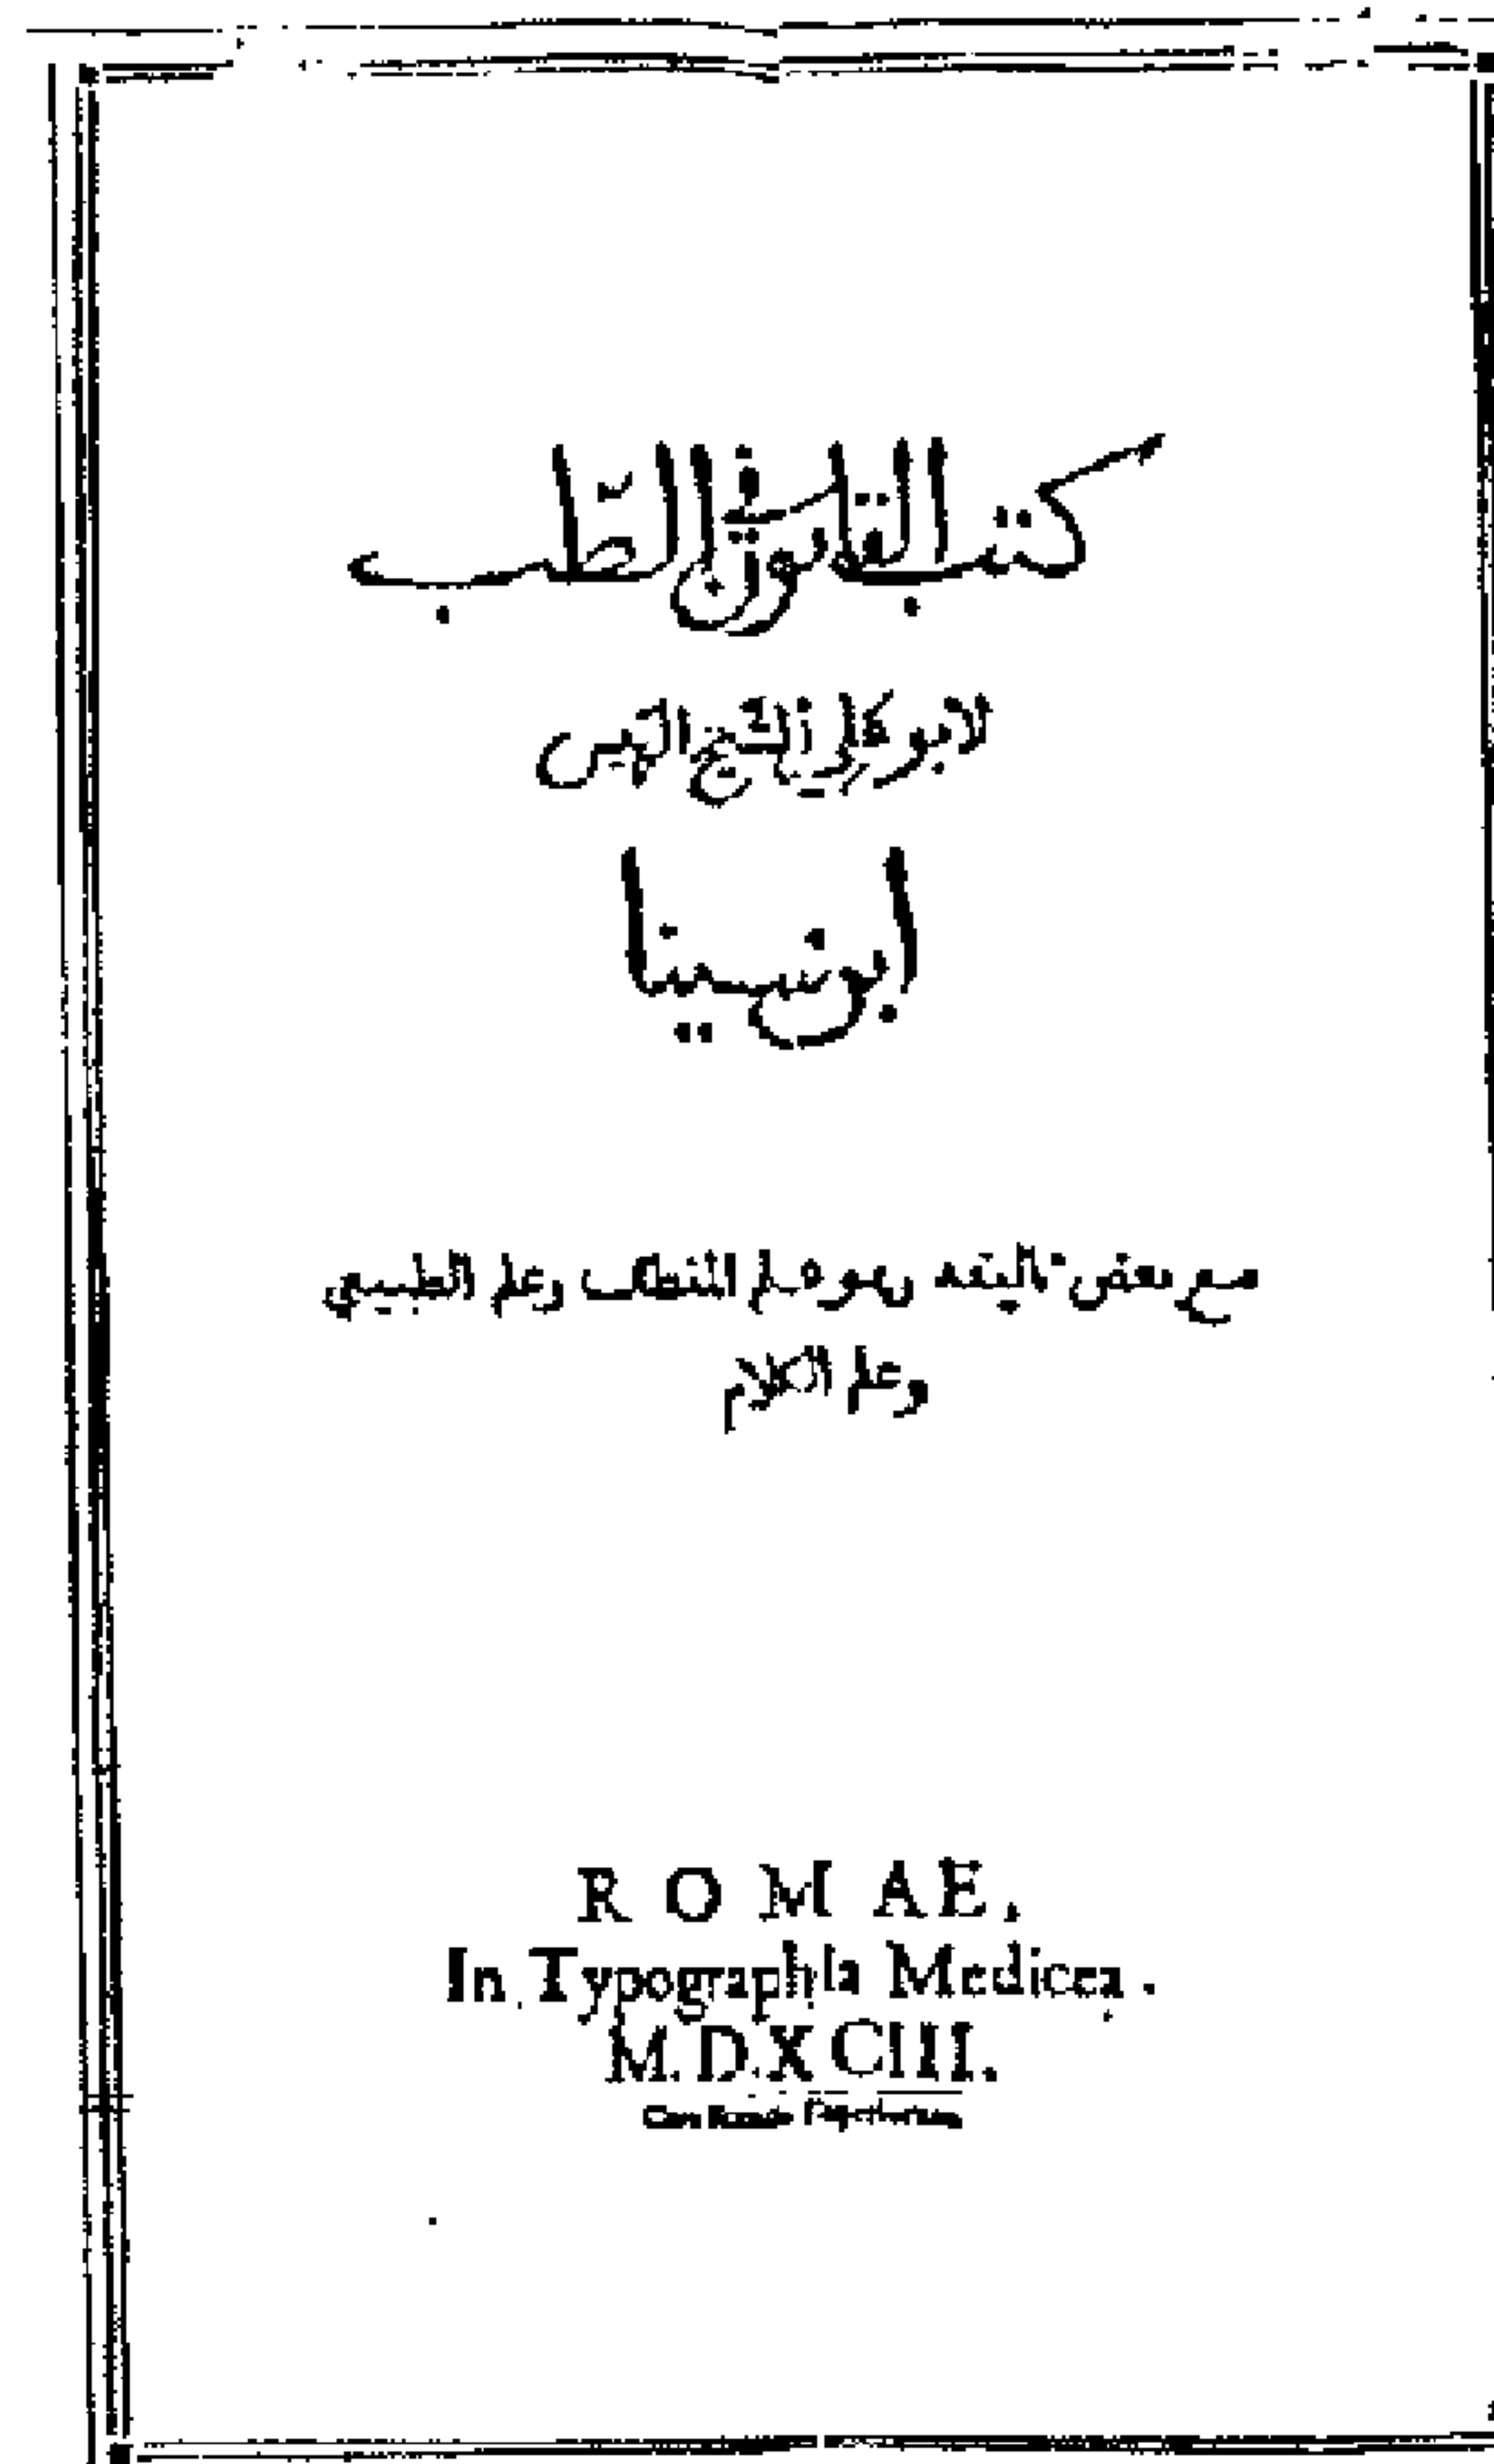 كتب القانون في الطب
لابو علي الشيخ الرئيس
ابن سينا
مع بعض تاليفه وهو علم المنطق وعلم الطبيعي
وعلم الكلام
ROMAE,
In Typographia Medicea.
M.D.XCIII.